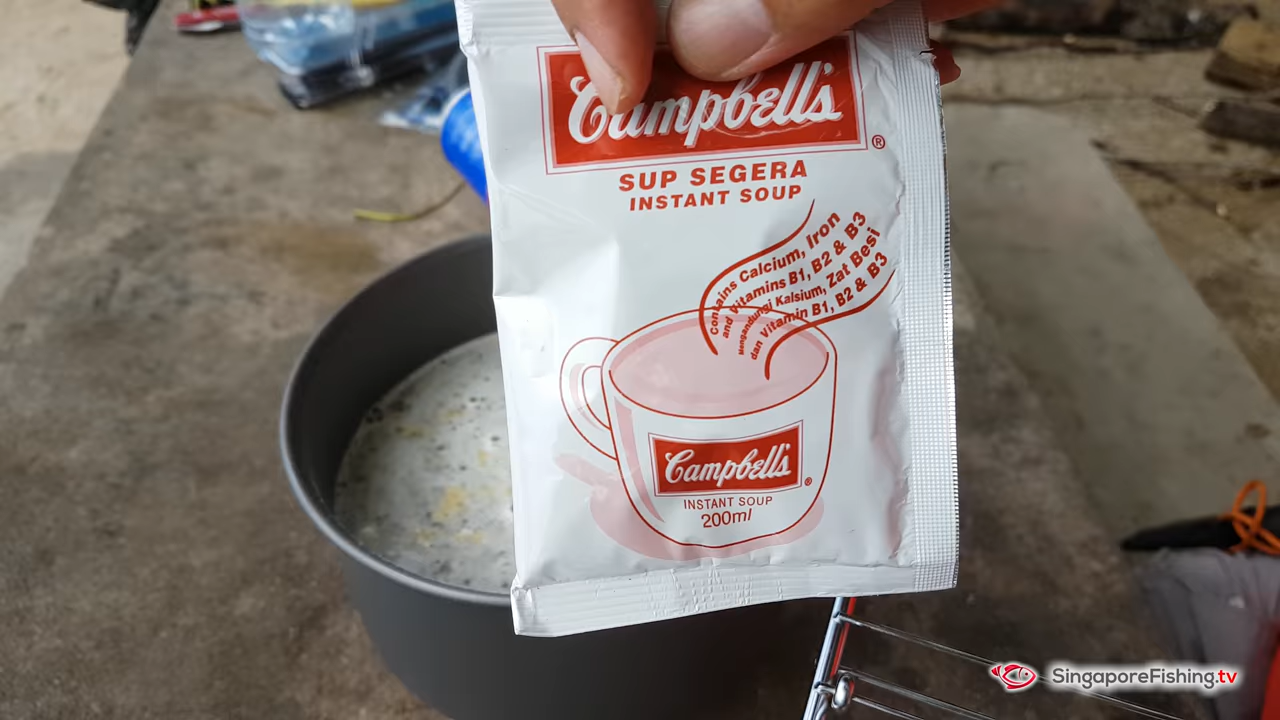 Campbell's
®
SUP SEGERA
INSTANT SOUP
Contains Calcium, Iron
and Vitamins B1, B2 & B3
Mengandungi Kalsium, Zat Besi
dan Vitamin B1, B2 & B3
Campbell's
®
INSTANT SOUP
200ml
SingaporeFishing.tv